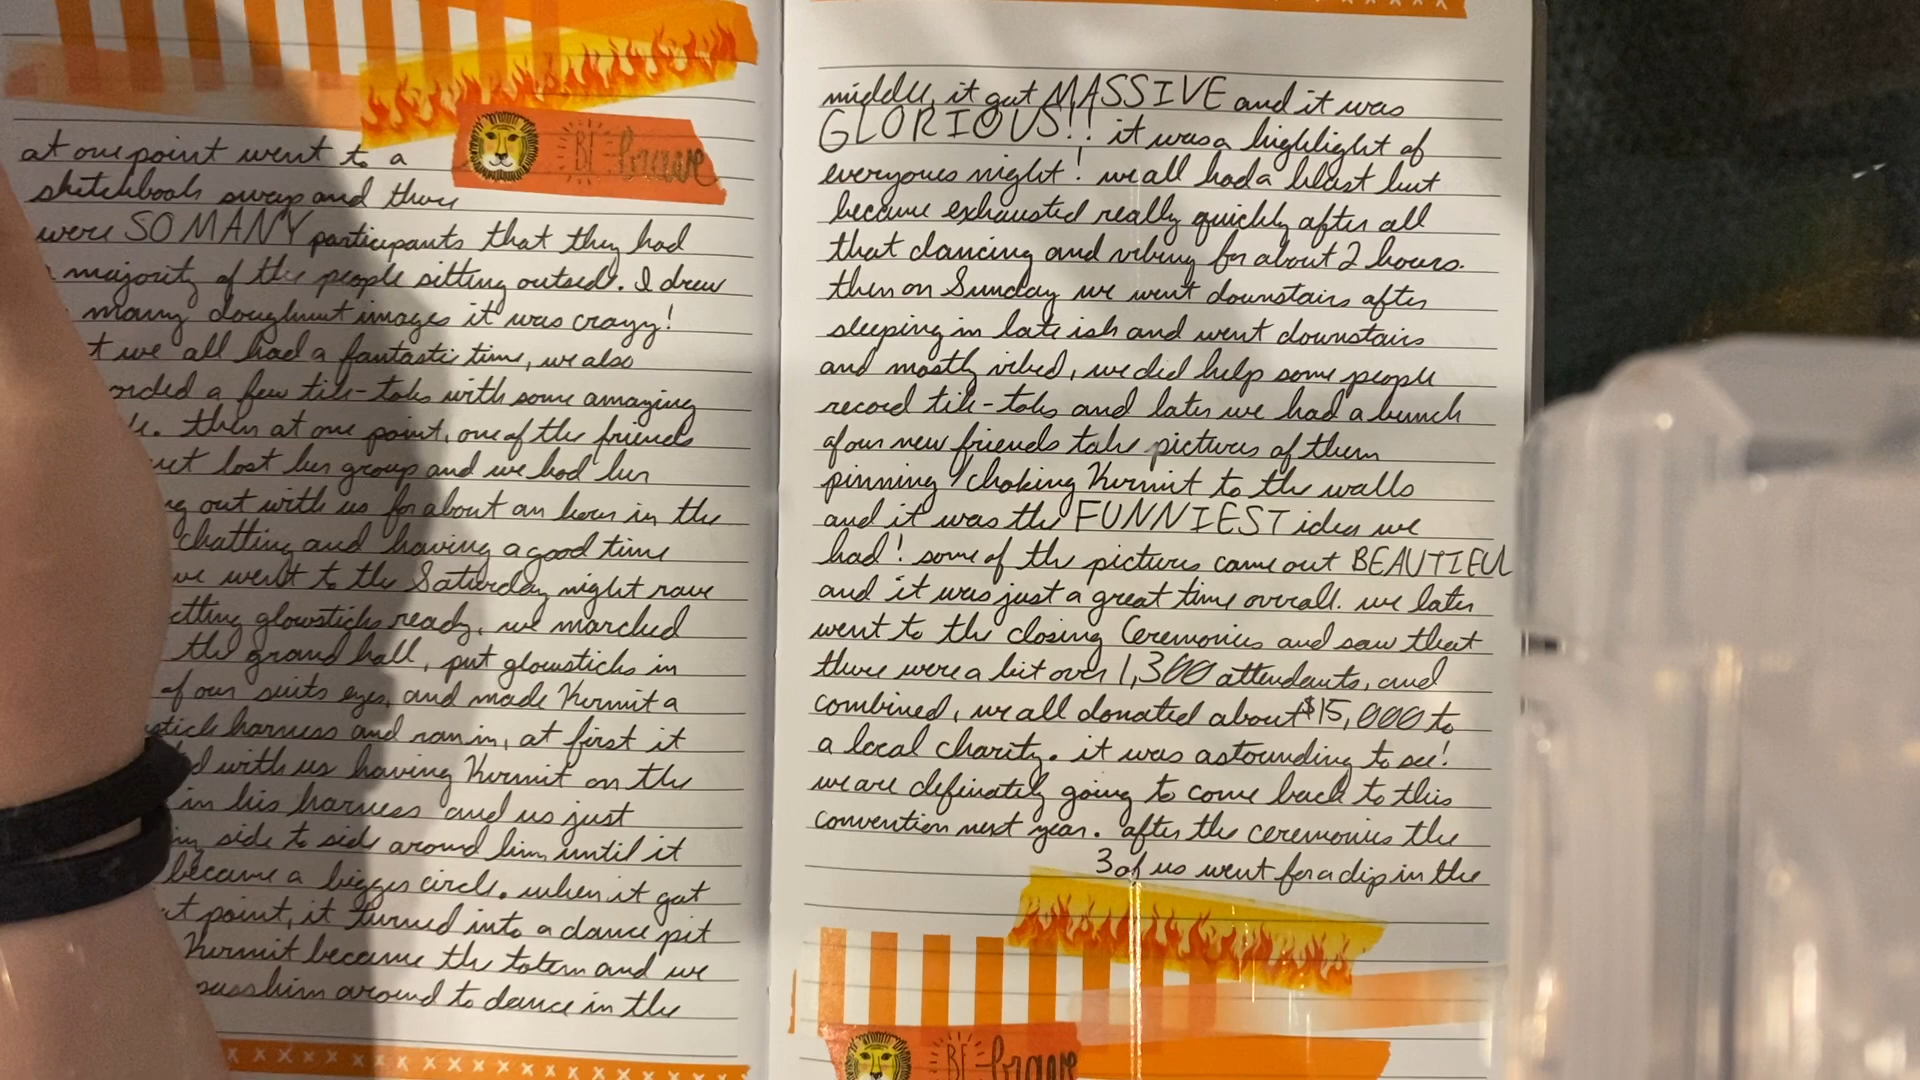 BE brave
at one point went to a
sketchbook swap and there
were SO MANY participants that they had
majority of the people sitting outside. I drew
many doughnut images it was crazy!
we all had a fantastic time, we also
a few tik-toks with some amazing
then at one point, one of the friends
lost her group and we had her
out with us for about an hour in the
chatting and having a good time
we went to the Saturday night rave
glowsticks ready, we marched
the grand hall, put glowsticks in
of our suits eyes, and made Kermit a
harness and ran in, at first it
with us having Kermit on the
in his harness and us just
side to side around him until it
became a bigger circle. when it got
point, it turned into a dance pit
Kermit became the totem and we
him around to dance in the
middle, it got MASSIVE and it was
GLORIOUS!! it was a highlight of
everyones night! we all had a blast but
became exhausted really quickly after all
that dancing and vibing for about 2 hours.
then on Sunday we went downstairs after
sleeping in late ish and went downstairs
and mostly vibed, we did help some people
record tik-toks and later we had a bunch
of our new friends take pictures of them
pinning/choking Kermit to the walls
and it was the FUNNIEST idea we
had! some of the pictures came out BEAUTIFUL
and it was just a great time overall. we later
went to the closing Ceremonies and saw that
there were a bit over 1,300 attendants, and
combined, we all donated about $15,000 to
a local charity. it was astounding to see!
we are definately going to come back to this
convention next year. after the ceremonies the
3 of us went for a dip in the
BE brave